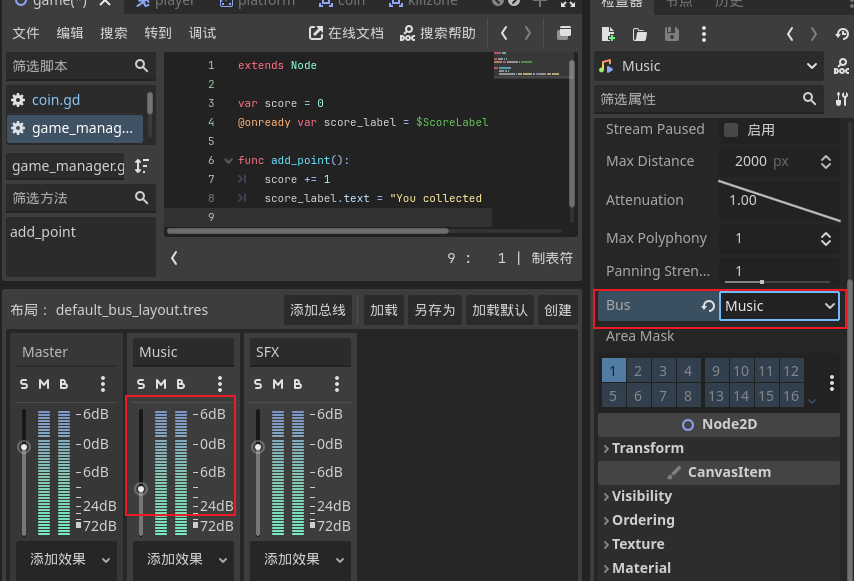 game(*)
player
platform
coin
killzone
文件 编辑 搜索 转到 调试
在线文档
搜索帮助
筛选脚本
coin.gd
game_manag...
game_manager.g
筛选方法
add_point
1 extends Node
2
3 var score = 0
4 @onready var score_label = $ScoreLabel
5
6 func add_point():
7 score += 1
8 score_label.text = "You collected
9
9 : 1 | 制表符
布局： default_bus_layout.tres
添加总线
加载
另存为
加载默认
创建
Master
S M B
-6dB
-0dB
-6dB
-24dB
-72dB
添加效果
Music
S M B
-6dB
-0dB
-6dB
-24dB
-72dB
添加效果
SFX
S M B
-6dB
-0dB
-6dB
-24dB
-72dB
添加效果
检查器 节点 历史
Music
DOC
筛选属性
Stream Paused 启用
Max Distance 2000 px
Attenuation 1.00
Max Polyphony 1
Panning Stren... 1
Bus Music
Area Mask
1 2 3 4 9 10 11 12
5 6 7 8 13 14 15 16
Node2D
Transform
CanvasItem
Visibility
Ordering
Texture
Material